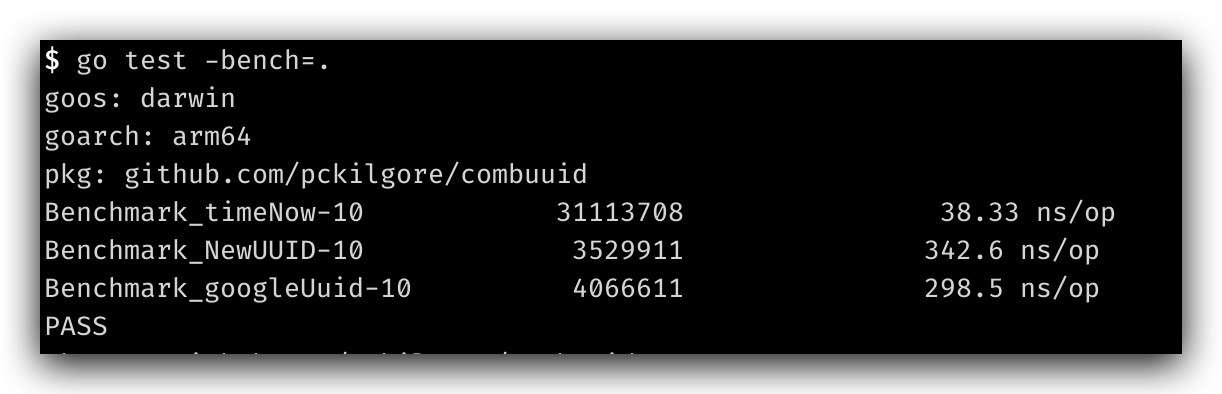 $ go test -bench=.
goos: darwin
goarch: arm64
pkg: github.com/pckilgore/combuuid
Benchmark_timeNow-10 31113708 38.33 ns/op
Benchmark_NewUUID-10 3529911 342.6 ns/op
Benchmark_googleUuid-10 4066611 298.5 ns/op
PASS